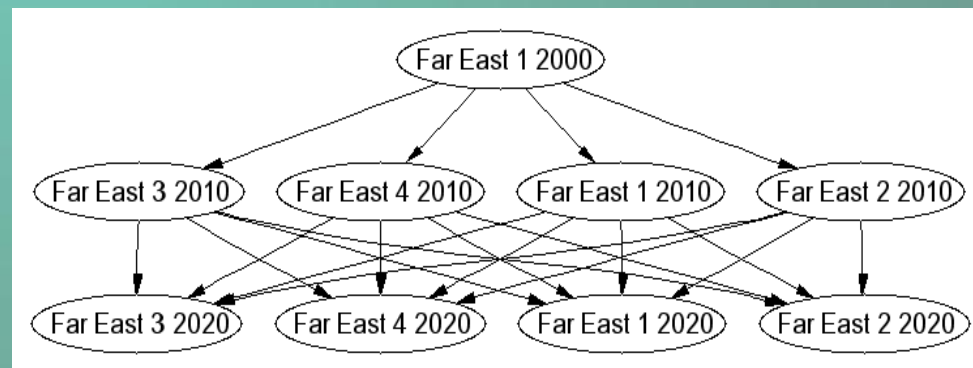 Far East 1 2000
Far East 3 2010
Far East 4 2010
Far East 1 2010
Far East 2 2010
Far East 3 2020
Far East 4 2020
Far East 1 2020
Far East 2 2020